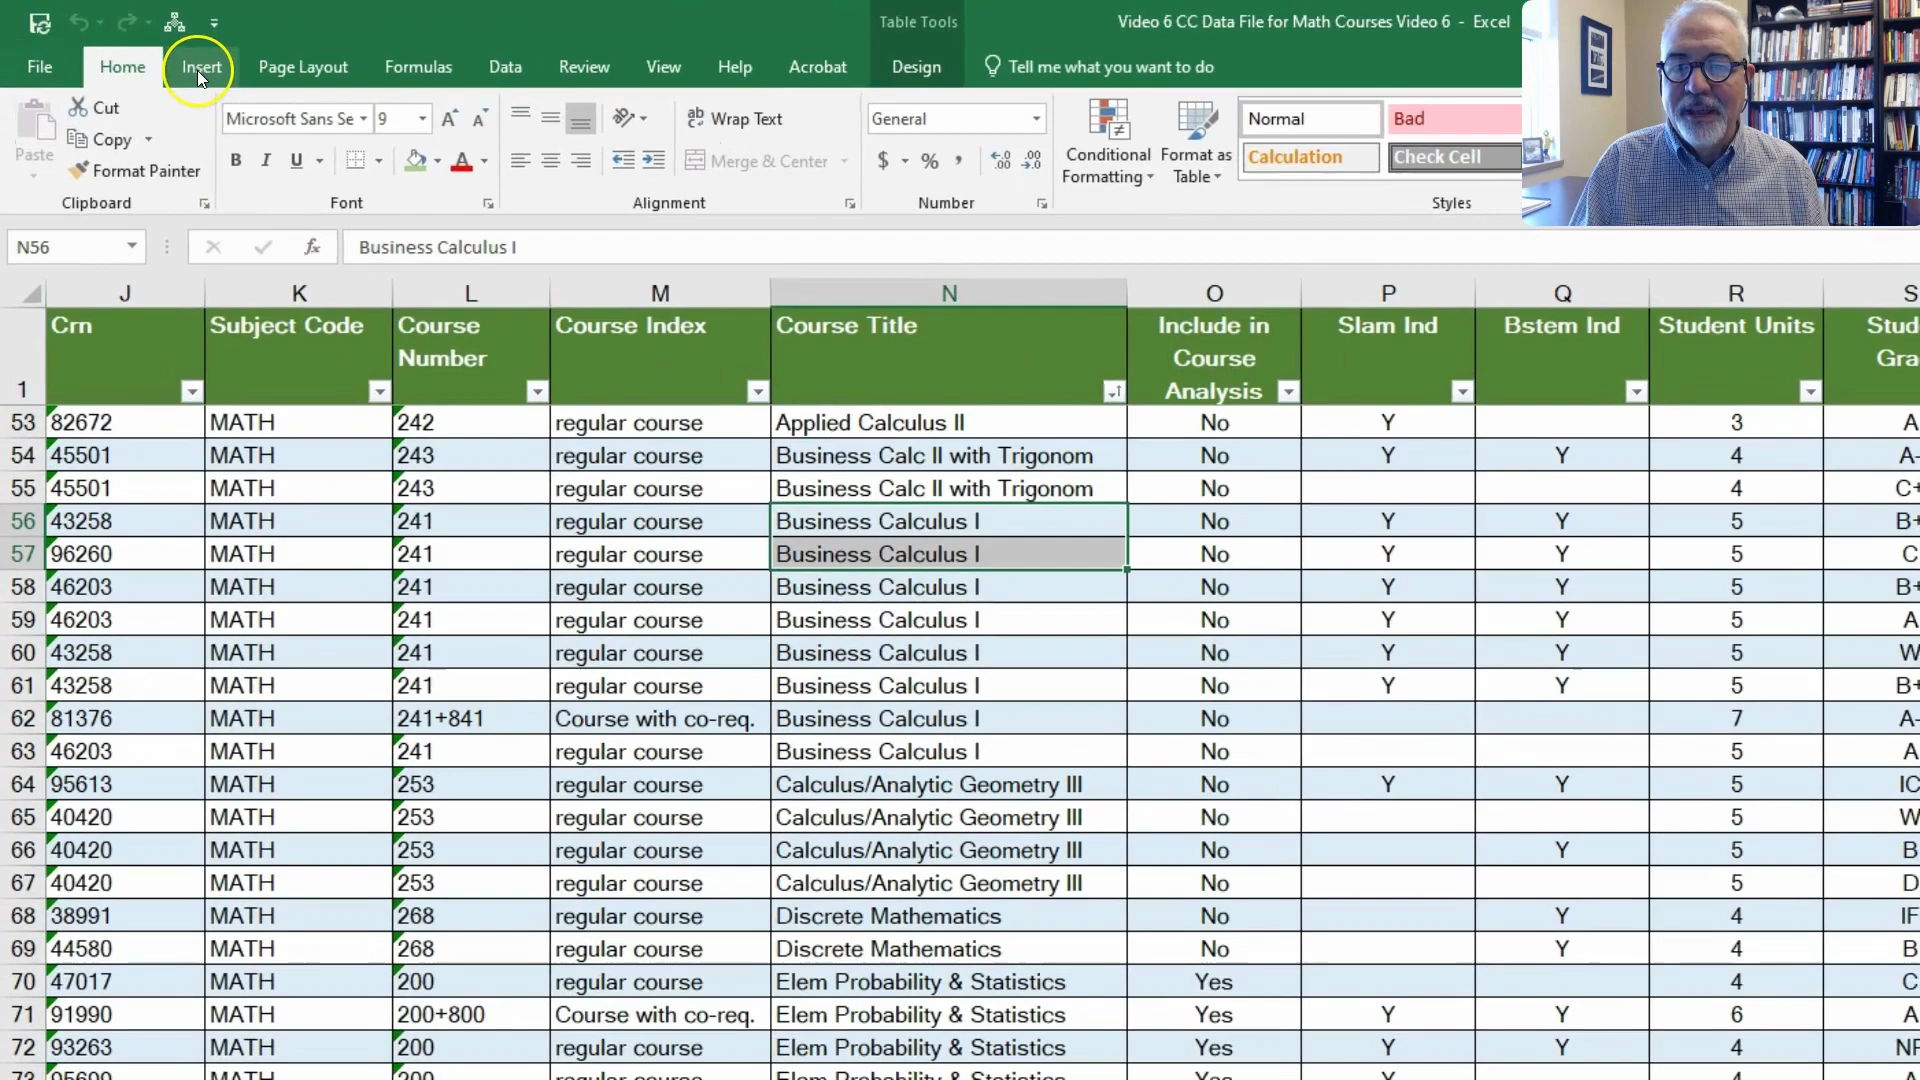 Table Tools
Video 6 CC Data File for Math Courses Video 6 - Excel
File Home Insert Page Layout Formulas Data Review View Help Acrobat Design Tell me what you want to do
Cut
Copy
Format Painter
Paste
Clipboard
Microsoft Sans Se 9
B I U
Font
Wrap Text
Merge & Center
Alignment
General
$ % ,
Number
Conditional Formatting
Format as Table
Normal Bad
Calculation Check Cell
Styles
N56 fx Business Calculus I
J K L M N O P Q R S
1 Crn Subject Code Course Number Course Index Course Title Include in Course Analysis Slam Ind Bstem Ind Student Units Stud Gra
53 82672 MATH 242 regular course Applied Calculus II No Y 3 A
54 45501 MATH 243 regular course Business Calc II with Trigonom No Y Y 4 A-
55 45501 MATH 243 regular course Business Calc II with Trigonom No 4 C+
56 43258 MATH 241 regular course Business Calculus I No Y Y 5 B+
57 96260 MATH 241 regular course Business Calculus I No Y Y 5 C
58 46203 MATH 241 regular course Business Calculus I No Y Y 5 B+
59 46203 MATH 241 regular course Business Calculus I No Y Y 5 A
60 43258 MATH 241 regular course Business Calculus I No Y Y 5 W
61 43258 MATH 241 regular course Business Calculus I No Y Y 5 B+
62 81376 MATH 241+841 Course with co-req. Business Calculus I No 7 A-
63 46203 MATH 241 regular course Business Calculus I No 5 A
64 95613 MATH 253 regular course Calculus/Analytic Geometry III No Y Y 5 IC
65 40420 MATH 253 regular course Calculus/Analytic Geometry III No 5 W
66 40420 MATH 253 regular course Calculus/Analytic Geometry III No Y 5 B
67 40420 MATH 253 regular course Calculus/Analytic Geometry III No 5 D
68 38991 MATH 268 regular course Discrete Mathematics No Y 4 IF
69 44580 MATH 268 regular course Discrete Mathematics No Y 4 B
70 47017 MATH 200 regular course Elem Probability & Statistics Yes 4 C
71 91990 MATH 200+800 Course with co-req. Elem Probability & Statistics Yes Y Y 6 A
72 93263 MATH 200 regular course Elem Probability & Statistics Yes Y Y 4 NP
73 95699 MATH 200 regular course Elem Probability & Statistics Yes Y Y 4